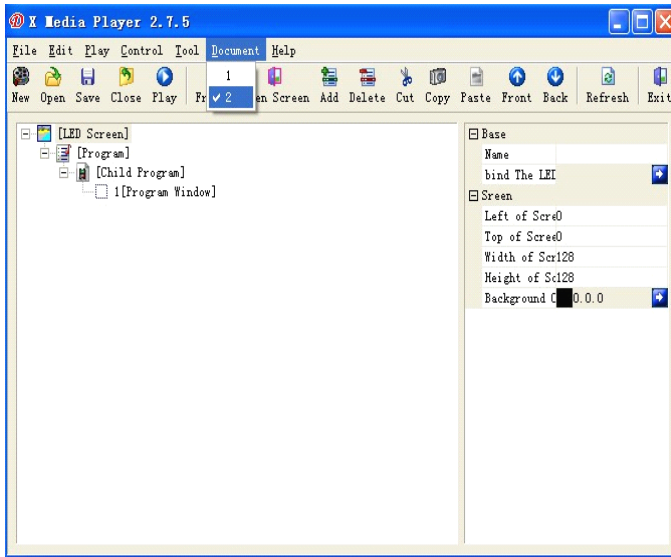 X Media Player 2.7.5
File Edit Play Control Tool Document Help
New Open Save Close Play Fr en Screen Add Delete Cut Copy Paste Front Back Refresh Exit
1
2
[LED Screen]
[Program]
[Child Program]
1[Program Window]
Base
Name
bind The LEI
Sreen
Left of Scre0
Top of Scree0
Width of Scr128
Height of Sc128
Background C 0.0.0